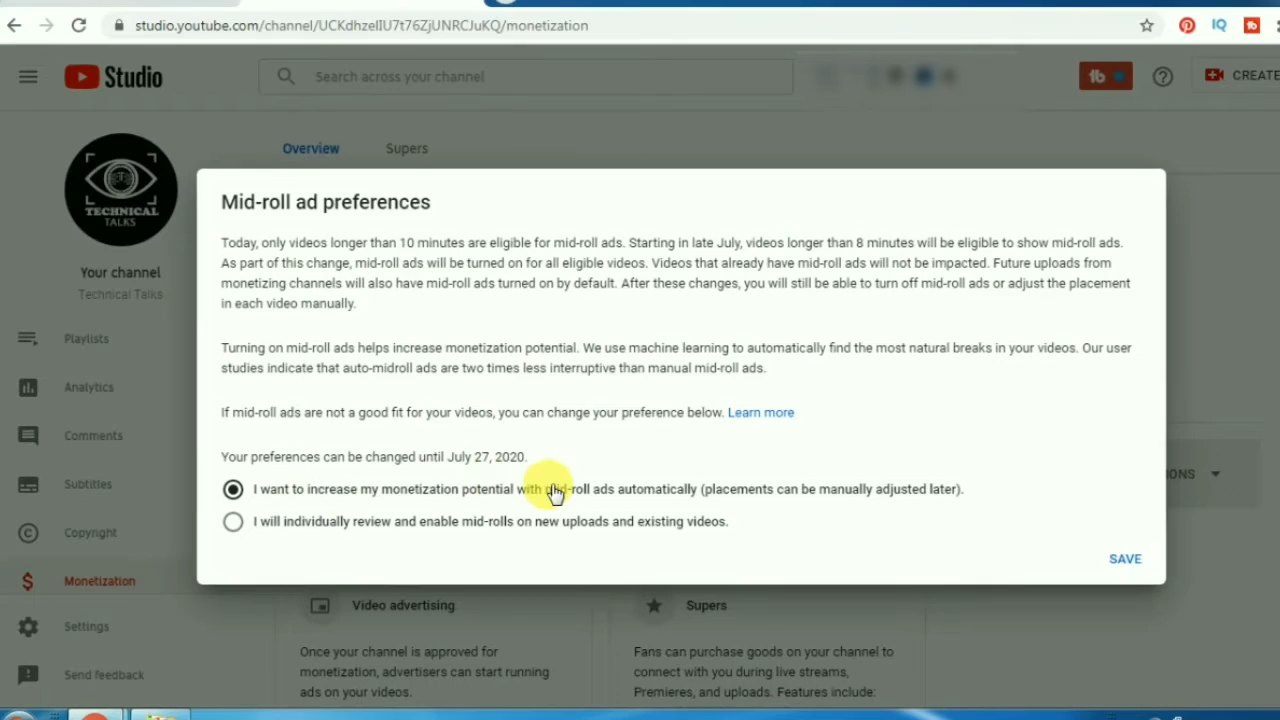 studio.youtube.com/channel/UCKdhzelIU7t76ZjUNRCJuKQ/monetization
IQ
Studio
Search across your channel
CREATE
Overview
Supers
TECHNICAL
TALKS
Your channel
Technical Talks
Playlists
Analytics
Comments
Subtitles
Copyright
Monetization
Settings
Send feedback
Mid-roll ad preferences
Today, only videos longer than 10 minutes are eligible for mid-roll ads. Starting in late July, videos longer than 8 minutes will be eligible to show mid-roll ads.
As part of this change, mid-roll ads will be turned on for all eligible videos. Videos that already have mid-roll ads will not be impacted. Future uploads from
monetizing channels will also have mid-roll ads turned on by default. After these changes, you will still be able to turn off mid-roll ads or adjust the placement
in each video manually.
Turning on mid-roll ads helps increase monetization potential. We use machine learning to automatically find the most natural breaks in your videos. Our user
studies indicate that auto-midroll ads are two times less interruptive than manual mid-roll ads.
If mid-roll ads are not a good fit for your videos, you can change your preference below. Learn more
Your preferences can be changed until July 27, 2020.
I want to increase my monetization potential with mid-roll ads automatically (placements can be manually adjusted later).
I will individually review and enable mid-rolls on new uploads and existing videos.
SAVE
IONS
Video advertising
Once your channel is approved for
monetization, advertisers can start running
ads on your videos.
Supers
Fans can purchase goods on your channel to
connect with you during live streams,
Premieres, and uploads. Features include: